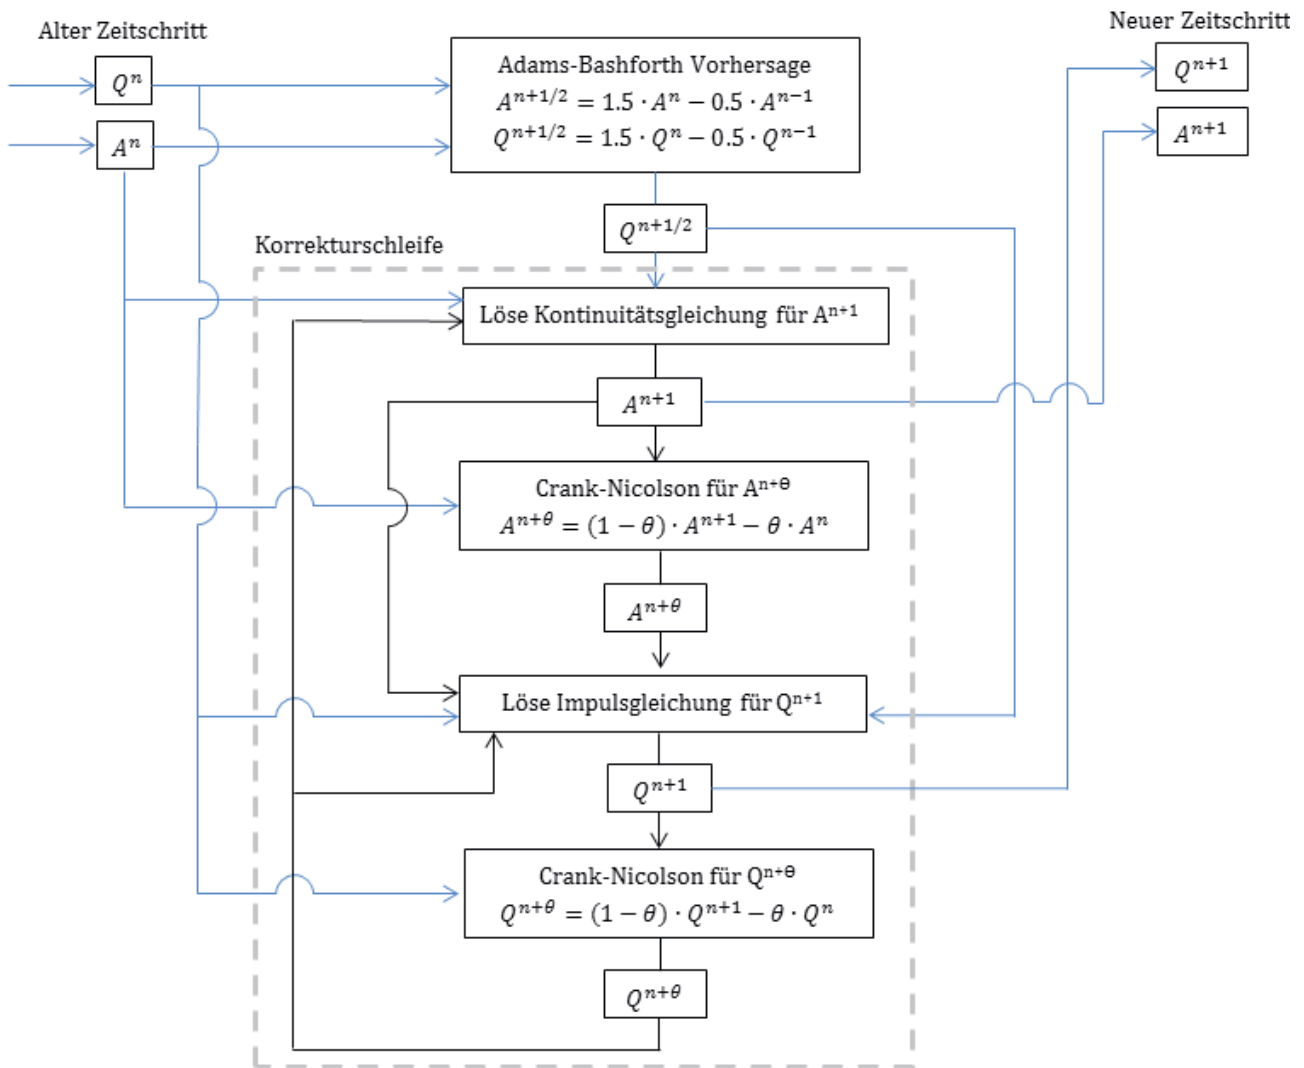 Alter Zeitschritt
Neuer Zeitschritt
Qⁿ
Aⁿ
Adams-Bashforth Vorhersage
Aⁿ⁺¹/² = 1.5 · Aⁿ − 0.5 · Aⁿ⁻¹
Qⁿ⁺¹/² = 1.5 · Qⁿ − 0.5 · Qⁿ⁻¹
Qⁿ⁺¹
Aⁿ⁺¹
Qⁿ⁺¹/²
Korrekturschleife
Löse Kontinuitätsgleichung für Aⁿ⁺¹
Aⁿ⁺¹
Crank-Nicolson für Aⁿ⁺ᶿ
Aⁿ⁺ᶿ = (1 − θ) · Aⁿ⁺¹ − θ · Aⁿ
Aⁿ⁺ᶿ
Löse Impulsgleichung für Qⁿ⁺¹
Qⁿ⁺¹
Crank-Nicolson für Qⁿ⁺ᶿ
Qⁿ⁺ᶿ = (1 − θ) · Qⁿ⁺¹ − θ · Qⁿ
Qⁿ⁺ᶿ